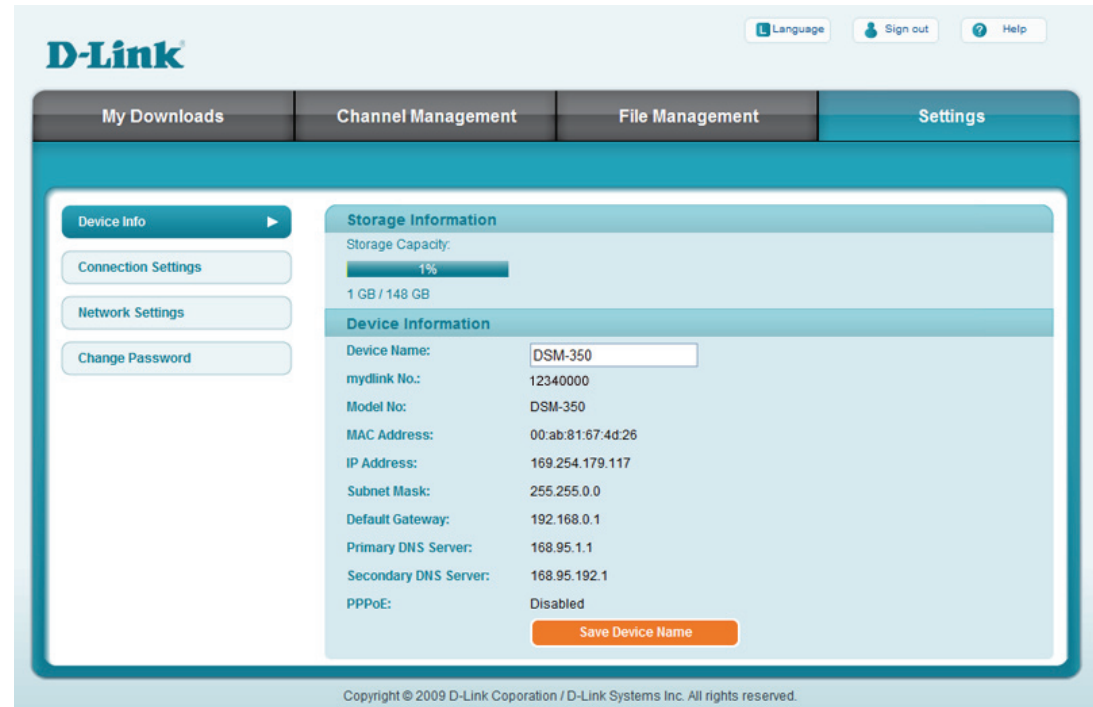 Language Sign out Help
D-Link
My Downloads Channel Management File Management Settings
Device Info
Connection Settings
Network Settings
Change Password
Storage Information
Storage Capacity:
1%
1 GB / 148 GB
Device Information
Device Name: DSM-350
mydlink No.: 12340000
Model No: DSM-350
MAC Address: 00:ab:81:67:4d:26
IP Address: 169.254.179.117
Subnet Mask: 255.255.0.0
Default Gateway: 192.168.0.1
Primary DNS Server: 168.95.1.1
Secondary DNS Server: 168.95.192.1
PPPoE: Disabled
Save Device Name
Copyright © 2009 D-Link Coporation / D-Link Systems Inc. All rights reserved.